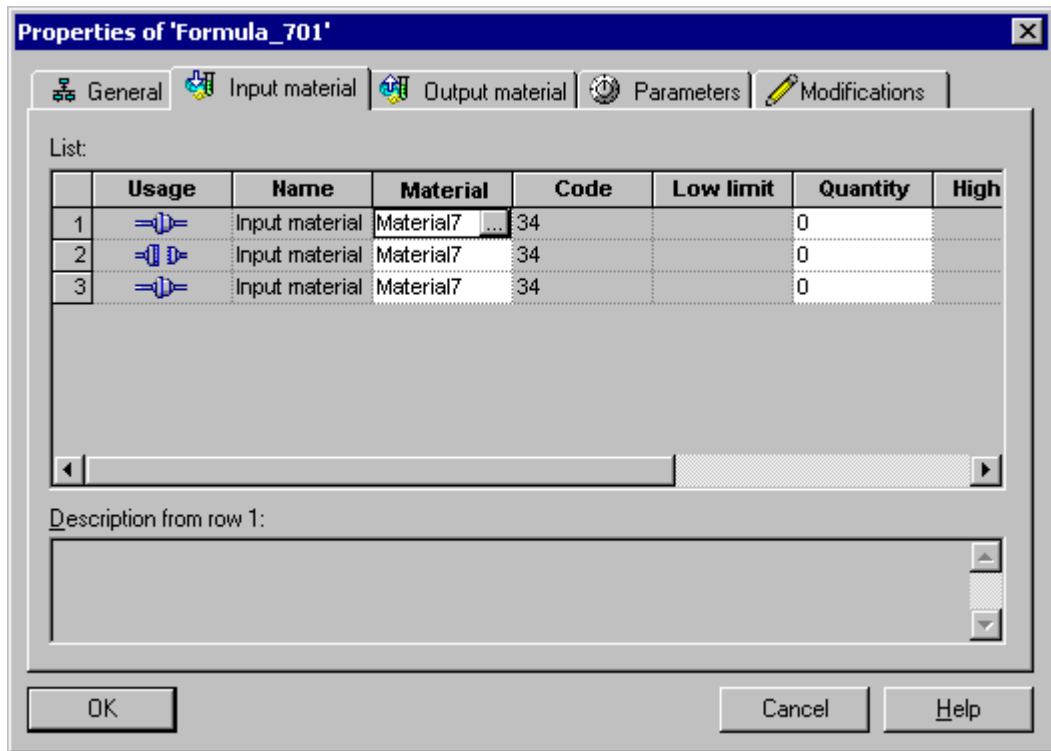 Properties of 'Formula_701'
General Input material Output material Parameters Modifications
List:
Usage Name Material Code Low limit Quantity High
1 Input material Material7 ... 34 0
2 Input material Material7 34 0
3 Input material Material7 34 0
Description from row 1:
OK Cancel Help